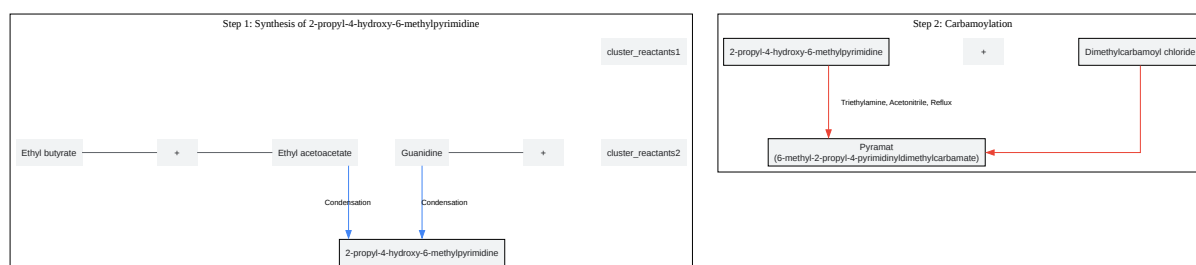 Step 1: Synthesis of 2-propyl-4-hydroxy-6-methylpyrimidine
cluster_reactants1
Ethyl butyrate
+
Ethyl acetoacetate
Guanidine
+
cluster_reactants2
Condensation
Condensation
2-propyl-4-hydroxy-6-methylpyrimidine
Step 2: Carbamoylation
2-propyl-4-hydroxy-6-methylpyrimidine
+
Dimethylcarbamoyl chloride
Triethylamine, Acetonitrile, Reflux
Pyramat
(6-methyl-2-propyl-4-pyrimidinyldimethylcarbamate)